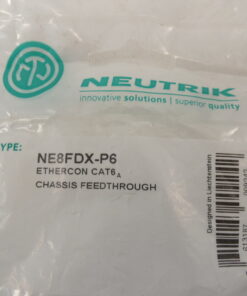 NEUTRIK
innovative solutions | superior quality
TYPE:
NE8FDX-P6
ETHERCON CAT6A
CHASSIS FEEDTHROUGH
Designed in Liechtenstein